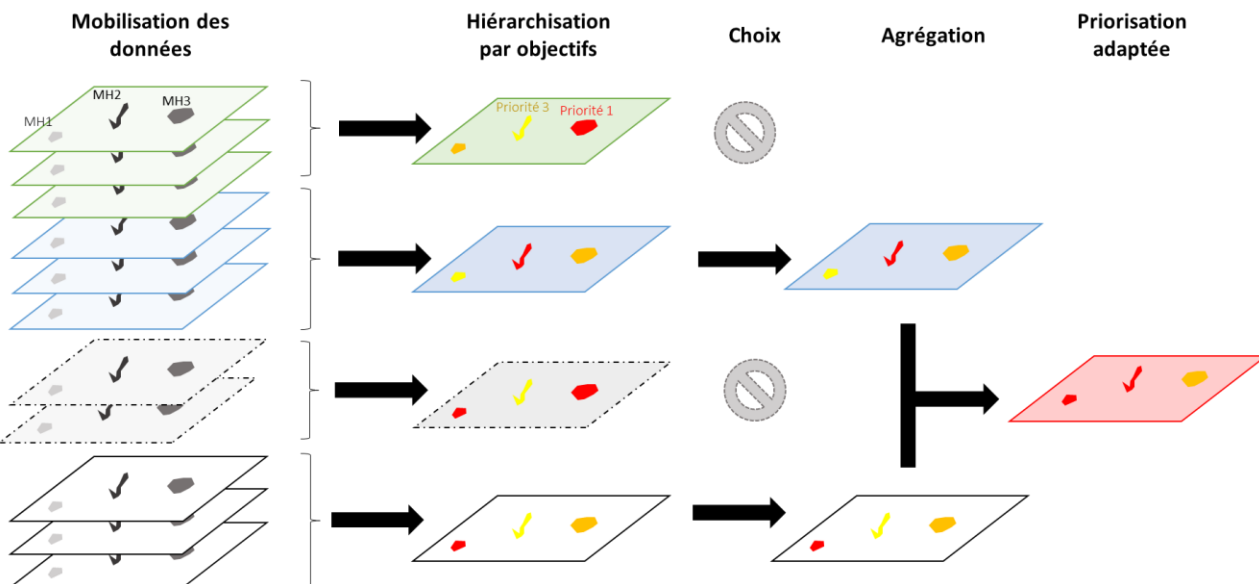 Mobilisation des
données
Hiérarchisation
par objectifs
Choix
Agrégation
Priorisation
adaptée
MH1
MH2
MH3
Priorité 3
Priorité 1